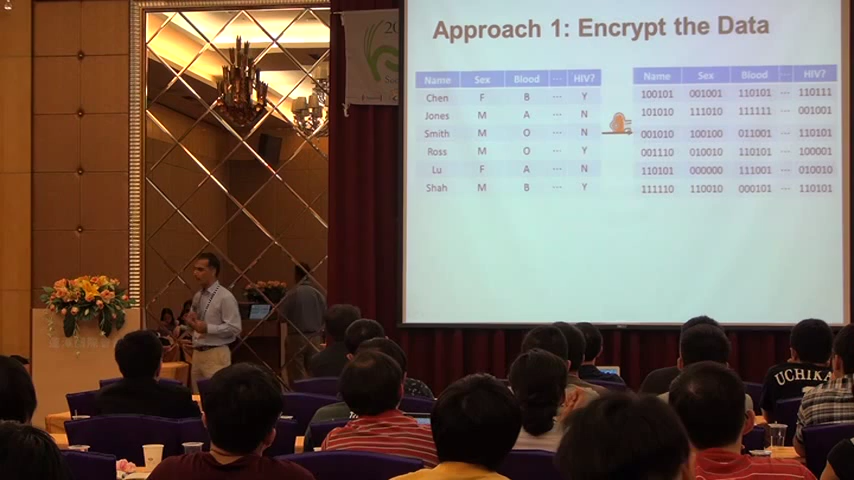 Approach 1: Encrypt the Data
Name Sex Blood ... HIV?
Chen F B ... Y
Jones M A ... N
Smith M O ... N
Ross M O ... Y
Lu F A ... N
Shah M B ... Y
Name Sex Blood ... HIV?
100101 001001 110101 ... 110111
101010 111010 111111 ... 001001
001010 100100 011001 ... 110101
001110 010010 110101 ... 100001
110101 000000 111001 ... 010010
111110 110010 000101 ... 110101
20
UCHIKA